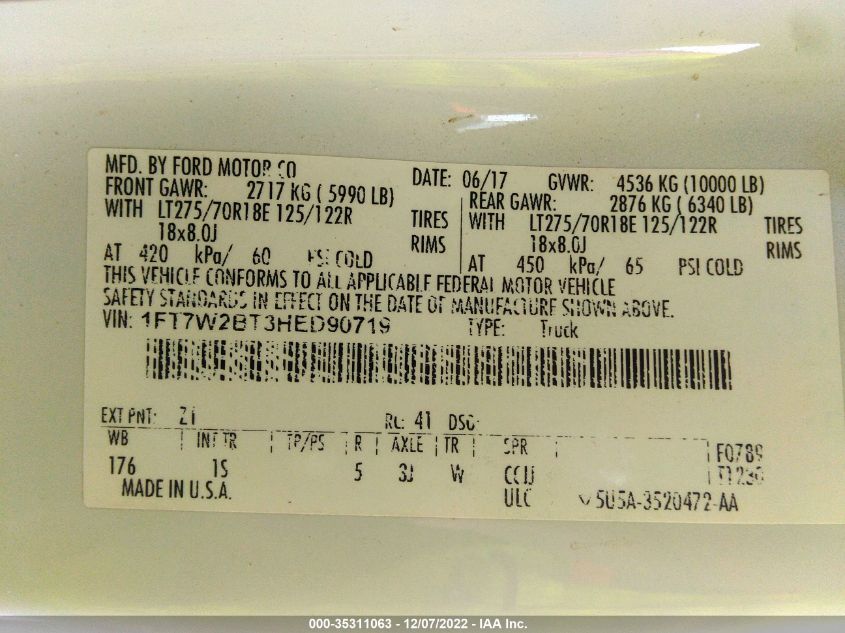 MFD. BY FORD MOTOR CO
DATE: 06/17 GVWR: 4536 KG (10000 LB)
FRONT GAWR: 2717 KG ( 5990 LB)
WITH LT275/70R18E 125/122R TIRES
18x8.0J RIMS
AT 420 kPa/ 60 PSI COLD
REAR GAWR: 2876 KG ( 6340 LB)
WITH LT275/70R18E 125/122R TIRES
18x8.0J RIMS
AT 450 kPa/ 65 PSI COLD
THIS VEHICLE CONFORMS TO ALL APPLICABLE FEDERAL MOTOR VEHICLE
SAFETY STANDARDS IN EFFECT ON THE DATE OF MANUFACTURE SHOWN ABOVE.
VIN: 1FT7W2BT3HED90719 TYPE: Truck
EXT PNT: Z1 RC: 41 DSO:
WB INT TR TP/PS R AXLE TR SPR F0789
176 1S 5 3J W
MADE IN U.S.A. ULC 5U5A-3520472-AA
000-35311063 - 12/07/2022 - IAA Inc.